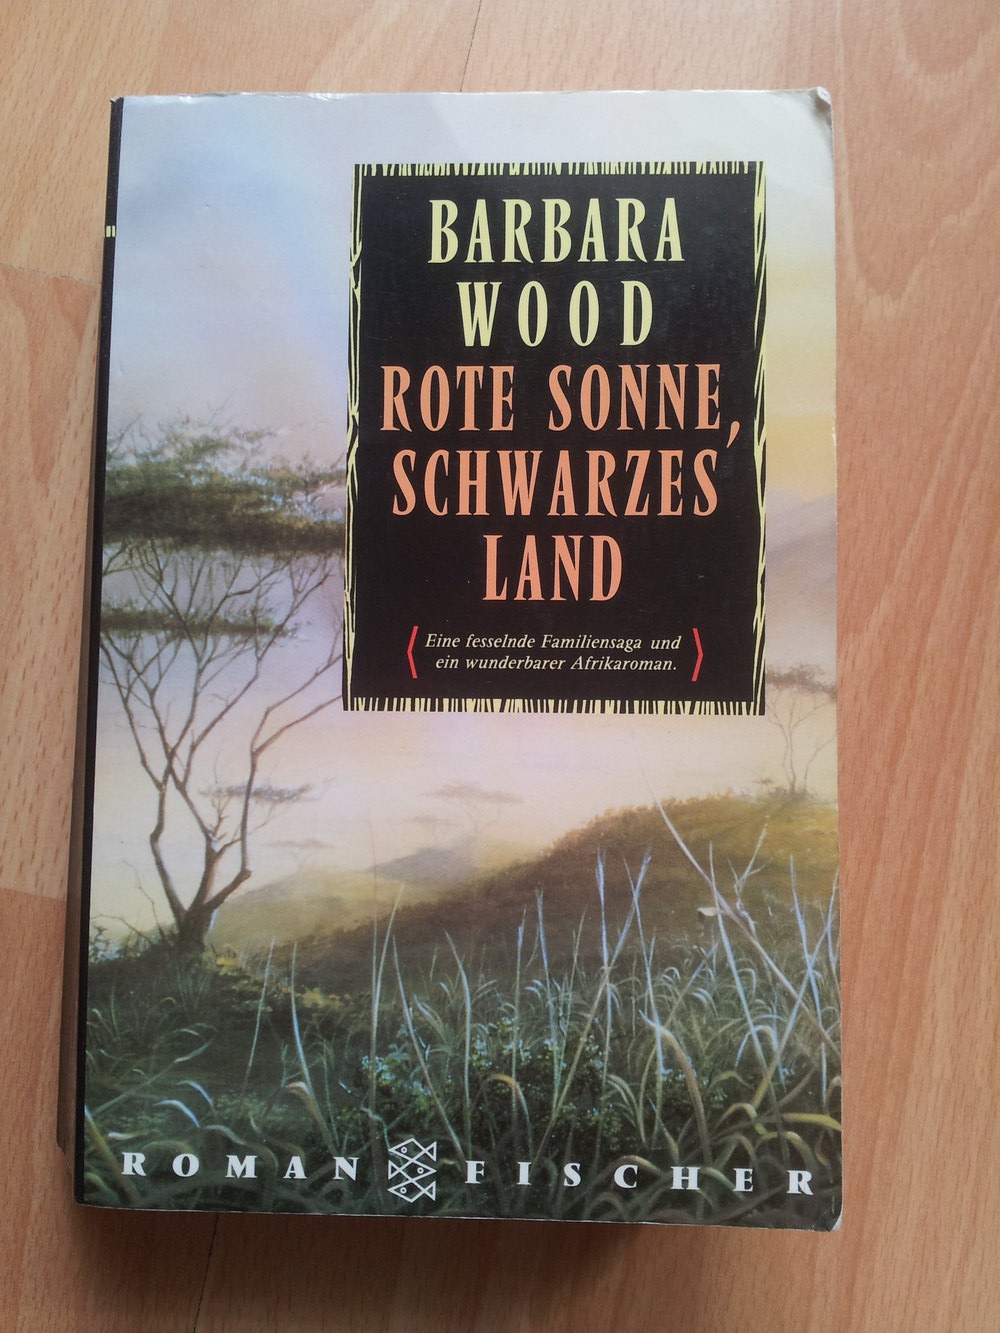 BARBARA
WOOD
ROTE SONNE,
SCHWARZES
LAND
Eine fesselnde Familiensaga und
ein wunderbarer Afrikaroman.
ROMAN FISCHER